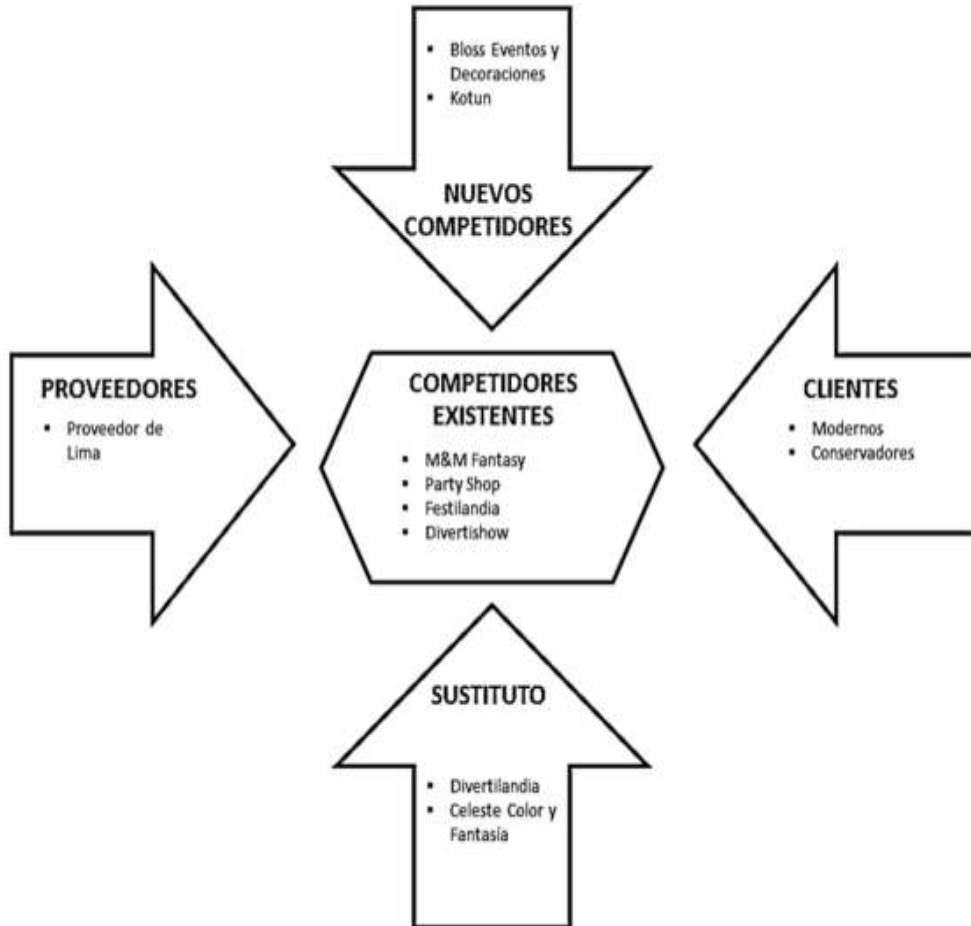 Bloss Eventos y
Decoraciones
Kotun
NUEVOS
COMPETIDORES
PROVEEDORES
Proveedor de
Lima
COMPETIDORES
EXISTENTES
M&M Fantasy
Party Shop
Festilandia
Divertishow
CLIENTES
Modernos
Conservadores
SUSTITUTO
Divertilandia
Celeste Color y
Fantasía